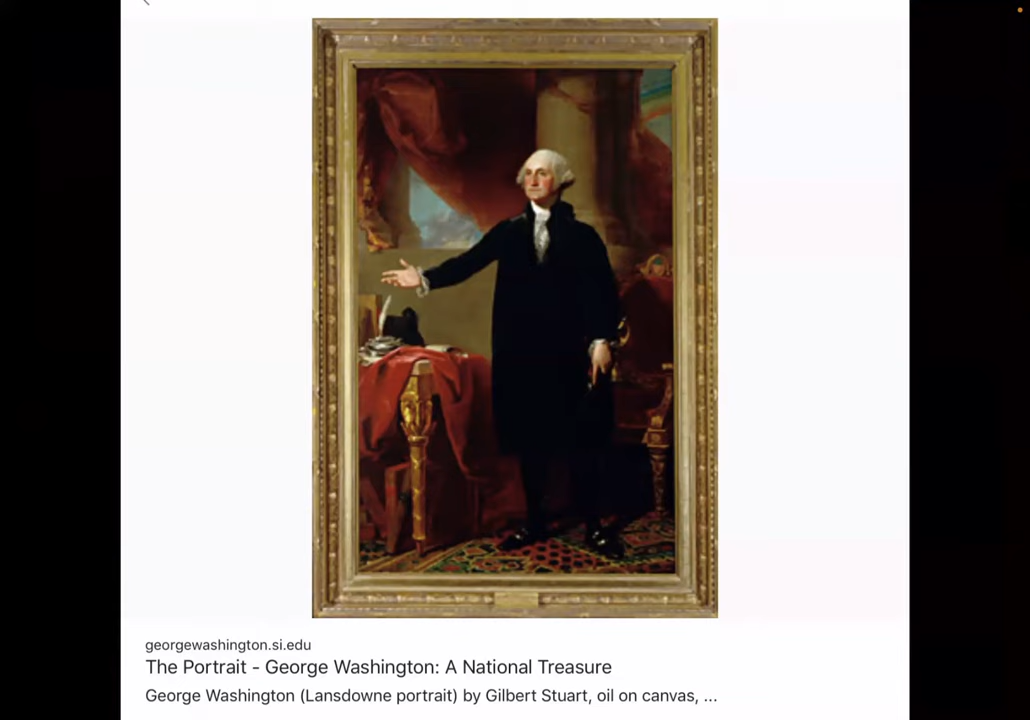 georgewashington.si.edu
The Portrait - George Washington: A National Treasure
George Washington (Lansdowne portrait) by Gilbert Stuart, oil on canvas, ...